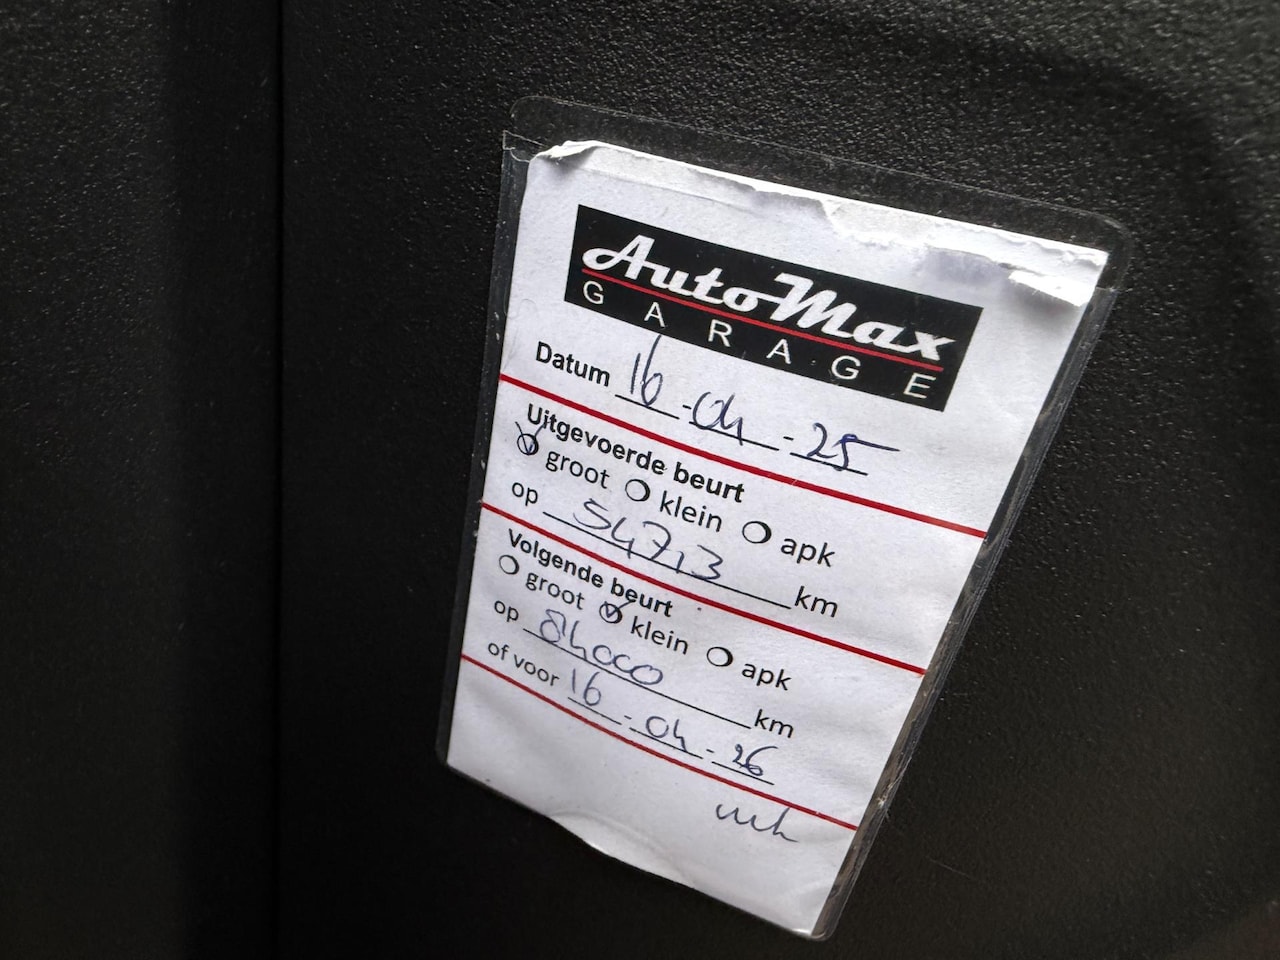 AutoMax
GARAGE
Datum 16-04-25
Uitgevoerde beurt
groot klein apk
op 54713 km
Volgende beurt
groot klein apk
op 84000 km
of voor 16-04-26